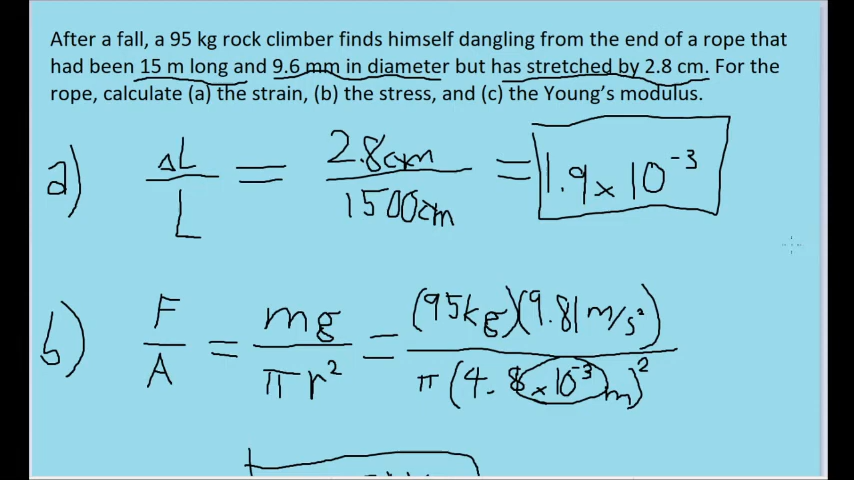 After a fall, a 95 kg rock climber finds himself dangling from the end of a rope that
had been 15 m long and 9.6 mm in diameter but has stretched by 2.8 cm. For the
rope, calculate (a) the strain, (b) the stress, and (c) the Young's modulus.
a) ΔL/L = 2.8cm/1500cm = 1.9 x 10⁻³
b) F/A = mg/πr² = (95kg)(9.81 m/s²)/π(4.8 x10⁻³ m)²